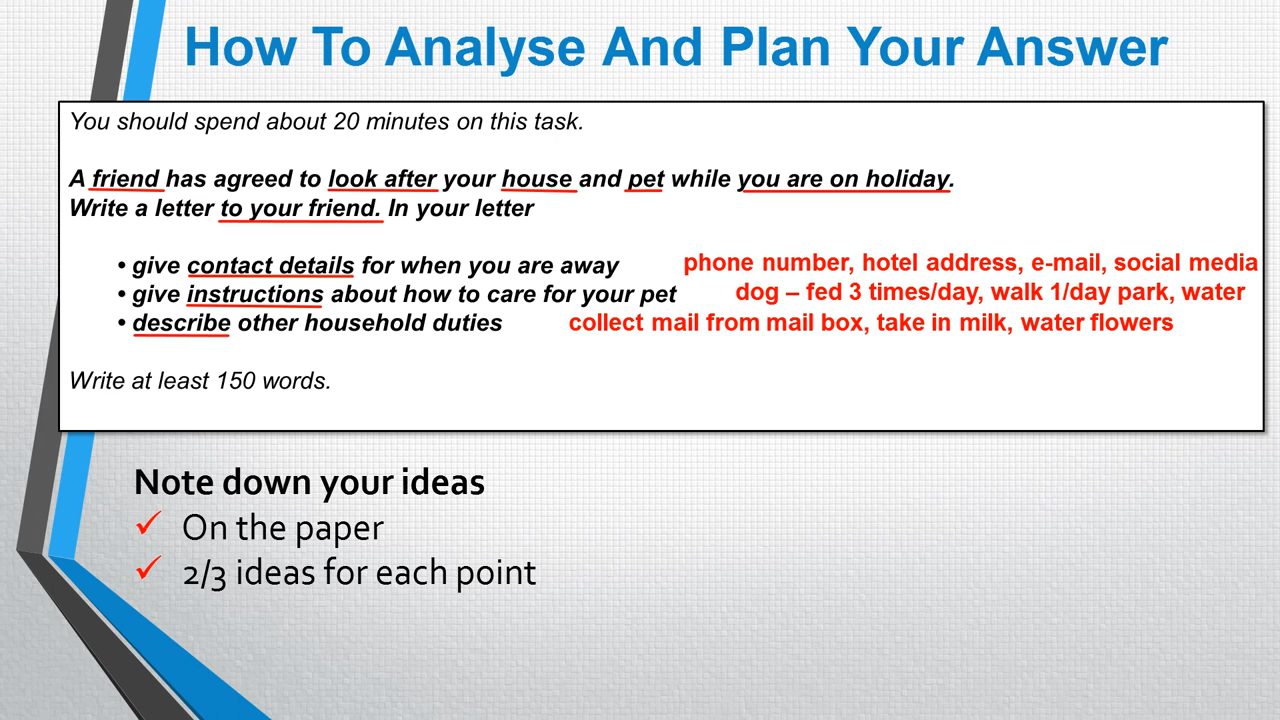 How To Analyse And Plan Your Answer
You should spend about 20 minutes on this task.
A friend has agreed to look after your house and pet while you are on holiday.
Write a letter to your friend. In your letter
• give contact details for when you are away phone number, hotel address, e-mail, social media
• give instructions about how to care for your pet dog – fed 3 times/day, walk 1/day park, water
• describe other household duties collect mail from mail box, take in milk, water flowers
Write at least 150 words.
Note down your ideas
✓ On the paper
✓ 2/3 ideas for each point